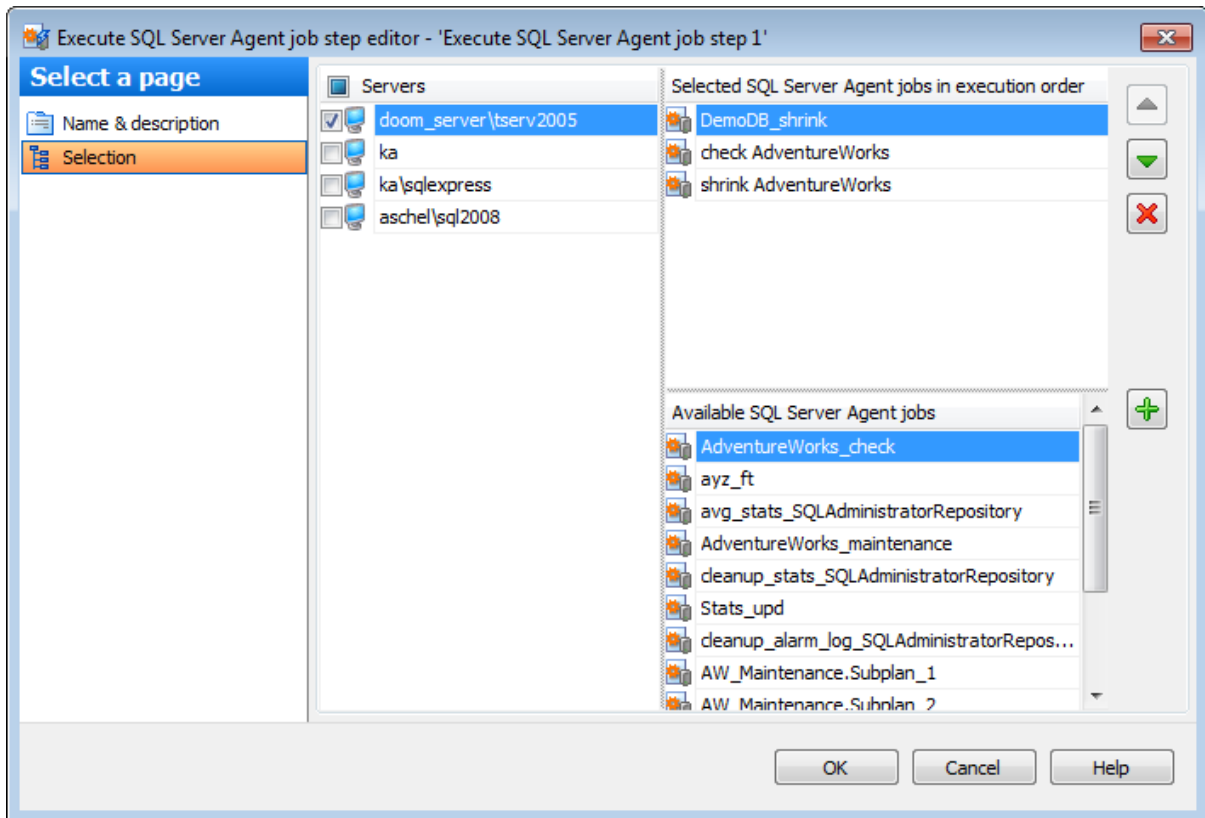 Execute SQL Server Agent job step editor - 'Execute SQL Server Agent job step 1'
Select a page
Name & description
Selection
Servers
doom_server\tserv2005
ka
ka\sqlexpress
aschel\sql2008
Selected SQL Server Agent jobs in execution order
DemoDB_shrink
check AdventureWorks
shrink AdventureWorks
Available SQL Server Agent jobs
AdventureWorks_check
ayz_ft
avg_stats_SQLAdministratorRepository
AdventureWorks_maintenance
cleanup_stats_SQLAdministratorRepository
Stats_upd
cleanup_alarm_log_SQLAdministratorRepos...
AW_Maintenance.Subplan_1
AW_Maintenance.Subplan_2
OK
Cancel
Help